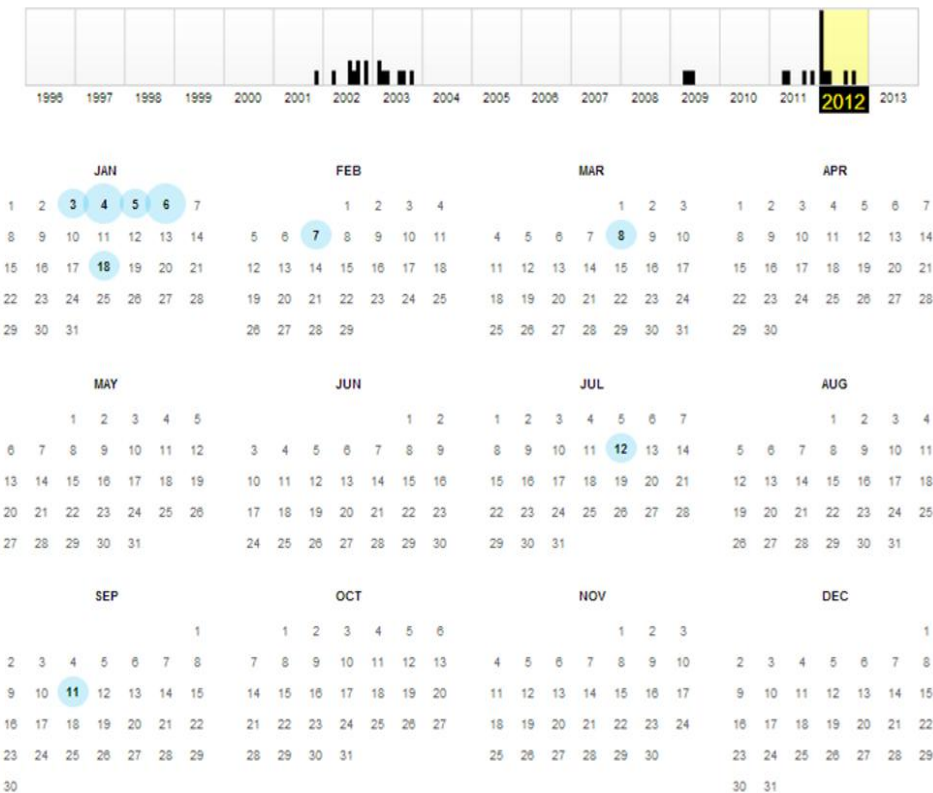 1996 1997 1998 1999 2000 2001 2002 2003 2004 2005 2006 2007 2008 2009 2010 2011 2012 2013
JAN FEB MAR APR
1 2 3 4 5 6 7 1 2 3 4 1 2 3 1 2 3 4 5 6 7
8 9 10 11 12 13 14 5 6 7 8 9 10 11 4 5 6 7 8 9 10 8 9 10 11 12 13 14
15 16 17 18 19 20 21 12 13 14 15 16 17 18 11 12 13 14 15 16 17 15 16 17 18 19 20 21
22 23 24 25 26 27 28 19 20 21 22 23 24 25 18 19 20 21 22 23 24 22 23 24 25 26 27 28
29 30 31 26 27 28 29 25 26 27 28 29 30 31 29 30
MAY JUN JUL AUG
1 2 3 4 5 1 2 1 2 3 4 5 6 7 1 2 3 4
6 7 8 9 10 11 12 3 4 5 6 7 8 9 8 9 10 11 12 13 14 5 6 7 8 9 10 11
13 14 15 16 17 18 19 10 11 12 13 14 15 16 15 16 17 18 19 20 21 12 13 14 15 16 17 18
20 21 22 23 24 25 26 17 18 19 20 21 22 23 22 23 24 25 26 27 28 19 20 21 22 23 24 25
27 28 29 30 31 24 25 26 27 28 29 30 29 30 31 26 27 28 29 30 31
SEP OCT NOV DEC
1 1 2 3 4 5 6 1 2 3 1
2 3 4 5 6 7 8 7 8 9 10 11 12 13 4 5 6 7 8 9 10 2 3 4 5 6 7 8
9 10 11 12 13 14 15 14 15 16 17 18 19 20 11 12 13 14 15 16 17 9 10 11 12 13 14 15
16 17 18 19 20 21 22 21 22 23 24 25 26 27 18 19 20 21 22 23 24 16 17 18 19 20 21 22
23 24 25 26 27 28 29 28 29 30 31 25 26 27 28 29 30 23 24 25 26 27 28 29
30 30 31